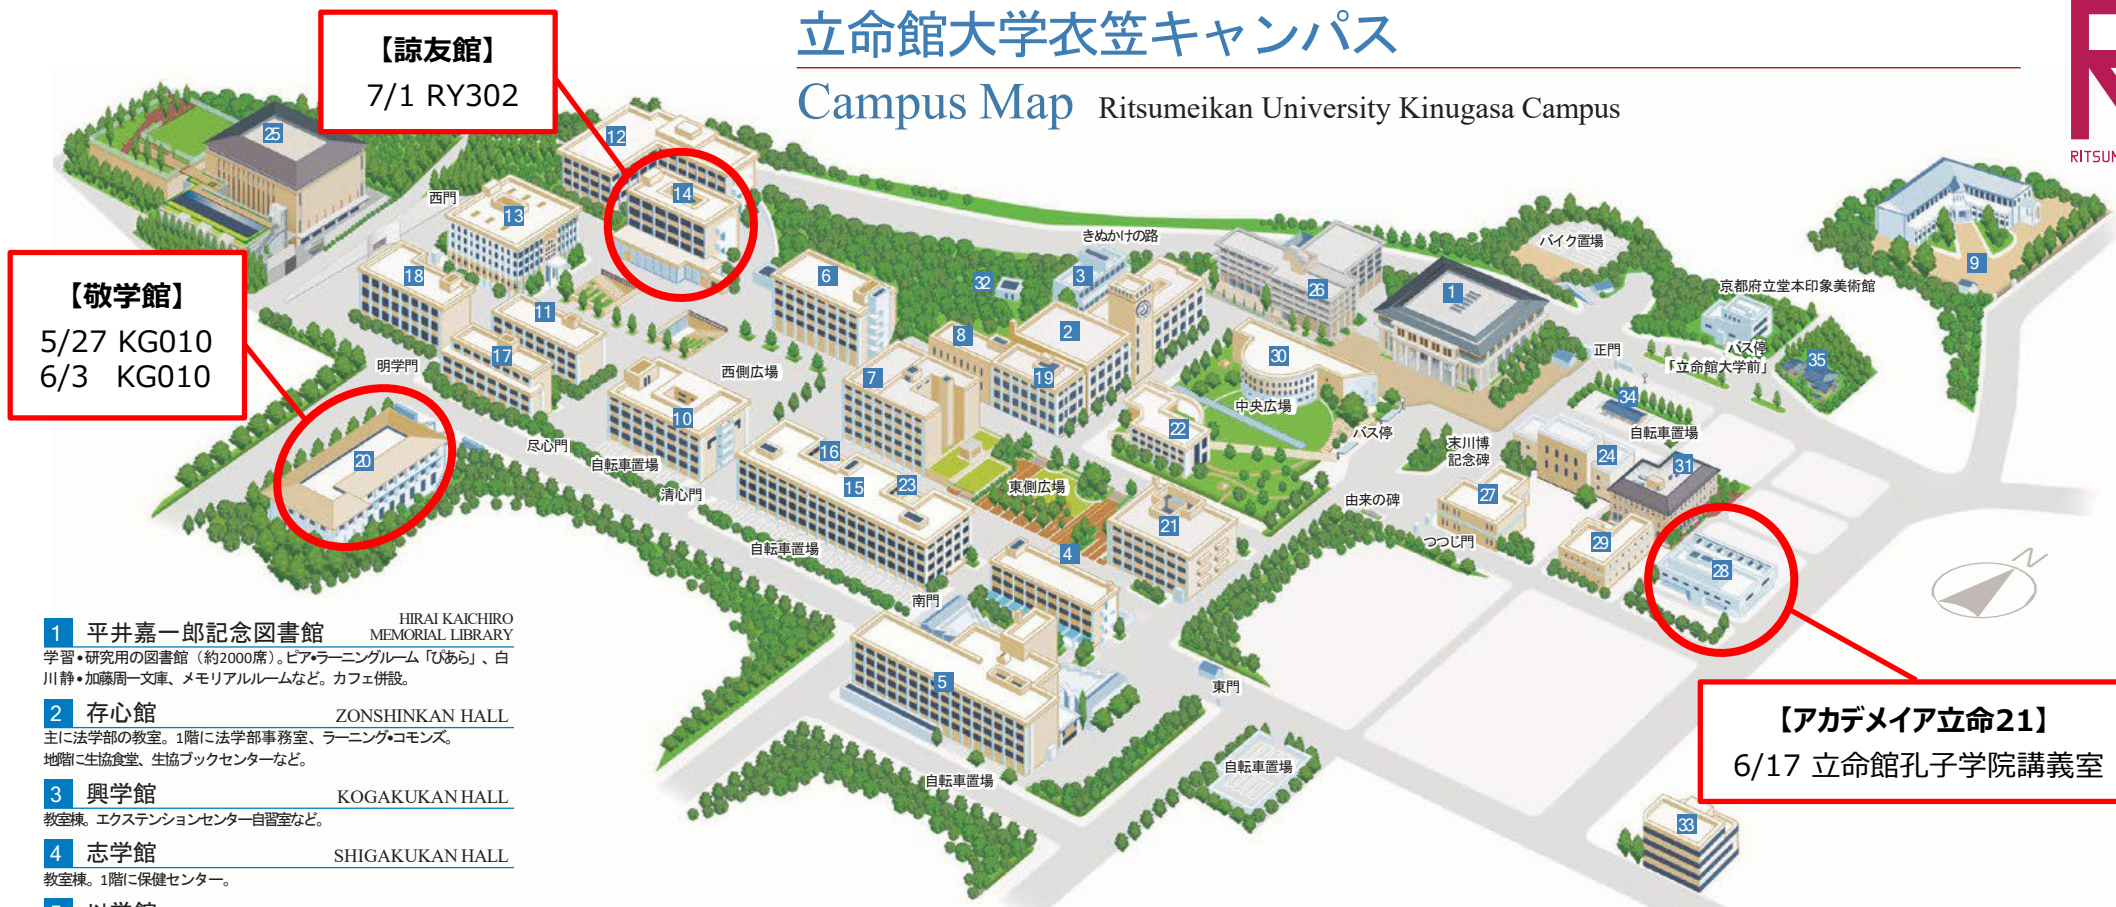 立命館大学衣笠キャンパス
Campus Map Ritsumeikan University Kinugasa Campus
【諒友館】
7/1 RY302
【敬学館】
5/27 KG010
6/3 KG010
【アカデメイア立命21】
6/17 立命館孔子学院講義室
25
12
14
西門
13
18
11
17
明学門
20
尽心門
自転車置場
10
清心門
西側広場
6
32
3
きぬかけの路
8
2
7
19
16
15
23
東側広場
自転車置場
22
21
4
南門
5
自転車置場
東門
自転車置場
26
30
中央広場
1
バス停
バイク置場
正門
京都府立堂本印象美術館
バス停
「立命館大学前」
35
9
34
自転車置場
末川博
記念碑
24
31
27
由来の碑
つつじ門
29
28
33
N
1 平井嘉一郎記念図書館 HIRAI KAICHIRO
MEMORIAL LIBRARY
学習・研究用の図書館（約2000席）。ピア・ラーニングルーム「ぴあら」、白
川静・加藤周一文庫、メモリアルルームなど。カフェ併設。
2 存心館 ZONSHINKAN HALL
主に法学部の教室。1階に法学部事務室、ラーニング・コモンズ。
地階に生協食堂、生協ブックセンターなど。
3 興学館 KOGAKUKAN HALL
教室棟。エクステンションセンター自習室など。
4 志学館 SHIGAKUKAN HALL
教室棟。1階に保健センター。
RITSUM